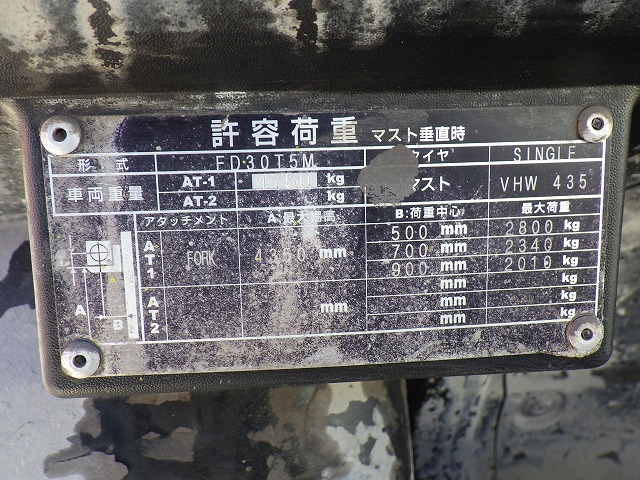 許容荷重 マスト垂直時
形式 FD30T5M タイヤ SINGLE
車両重量 AT-1 kg マスト VHW 435
AT-2 kg
アタッチメント A:最大揚高 B:荷重中心 最大荷重
AT1 FORK 4350 mm 500 mm 2800 kg
700 mm 2340 kg
900 mm 2010 kg
AT2 mm mm kg
mm kg
mm kg
A
B